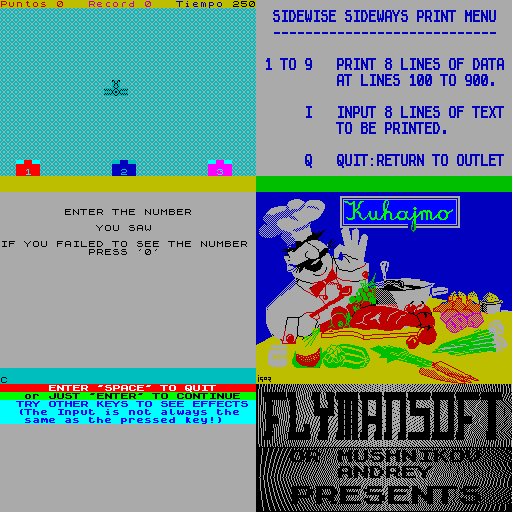 Puntos 0 Record 0 Tiempo 250
1 2 3
SIDEWISE SIDEWAYS PRINT MENU
----------------------------
1 TO 9 PRINT 8 LINES OF DATA
AT LINES 100 TO 900.
I INPUT 8 LINES OF TEXT
TO BE PRINTED.
Q QUIT:RETURN TO OUTLET
ENTER THE NUMBER
YOU SAW
IF YOU FAILED TO SEE THE NUMBER
PRESS '0'
C
Kuhajmo
ENTER "SPACE" TO QUIT
or JUST "ENTER" TO CONTINUE
TRY OTHER KEYS TO SEE EFFECTS
(The Input is not always the
same as the pressed key!)
FLYMANSOFT
OR MUSHNIKOV
ANDREY
PRESENTS